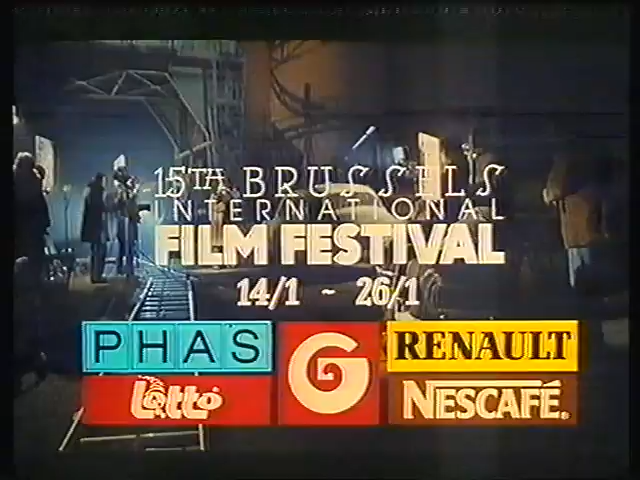 15TH BRUSSELS
INTERNATIONAL
FILM FESTIVAL
14/1 ~ 26/1
PHAS
G
RENAULT
Lotto
NESCAFÉ®